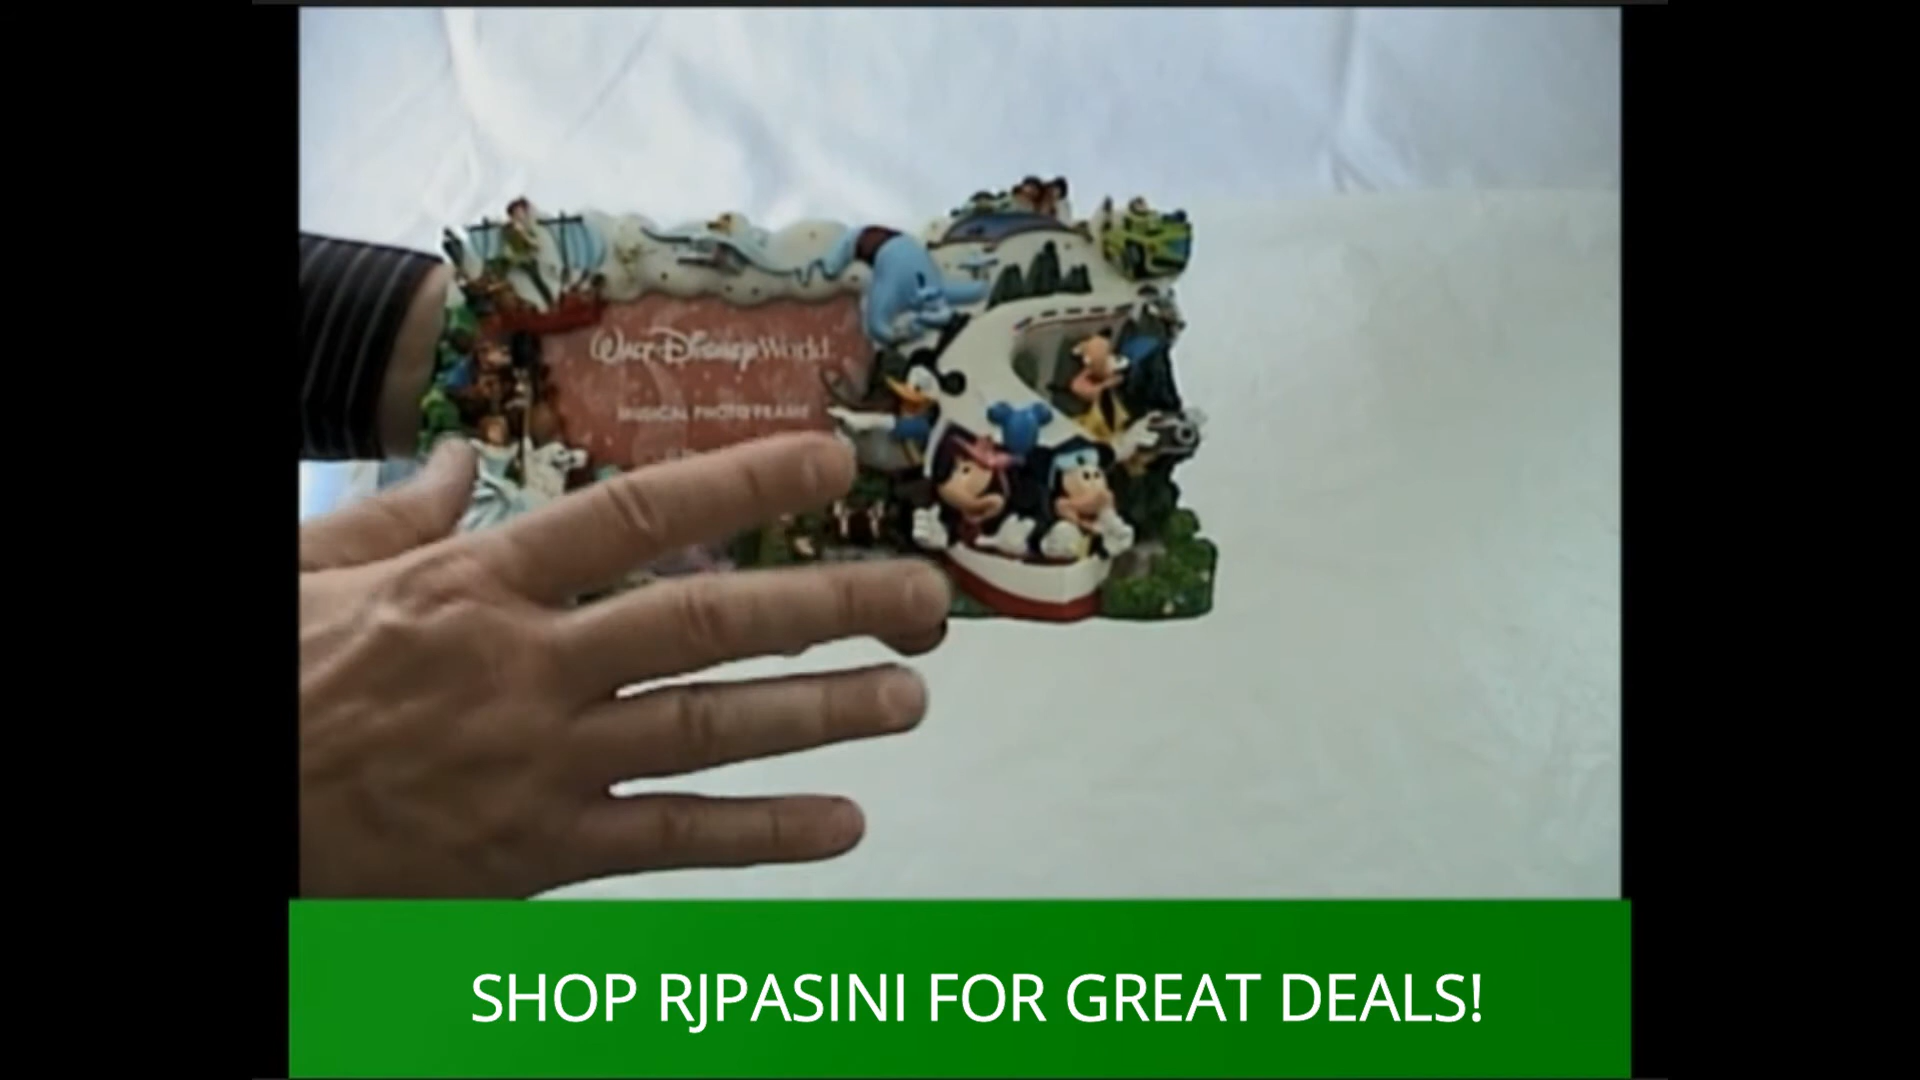 Walt Disney World
MUSICAL PHOTO FRAME
SHOP RJPASINI FOR GREAT DEALS!